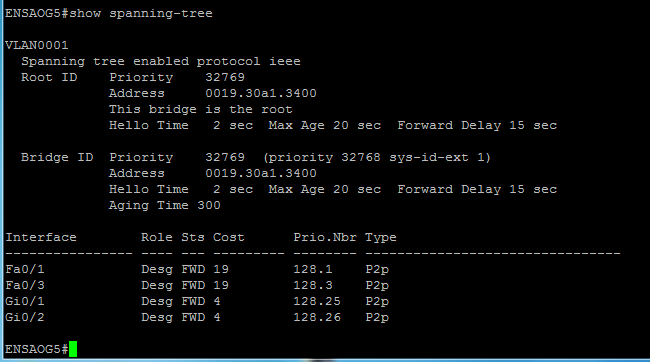 ENSAOG5#show spanning-tree
VLAN0001
  Spanning tree enabled protocol ieee
  Root ID    Priority    32769
             Address     0019.30a1.3400
             This bridge is the root
             Hello Time   2 sec  Max Age 20 sec  Forward Delay 15 sec
  Bridge ID  Priority    32769  (priority 32768 sys-id-ext 1)
             Address     0019.30a1.3400
             Hello Time   2 sec  Max Age 20 sec  Forward Delay 15 sec
             Aging Time 300
Interface        Role Sts Cost      Prio.Nbr Type
---------------- ---- --- --------- -------- --------------------------------
Fa0/1            Desg FWD 19        128.1    P2p
Fa0/3            Desg FWD 19        128.3    P2p
Gi0/1            Desg FWD 4         128.25   P2p
Gi0/2            Desg FWD 4         128.26   P2p
ENSAOG5#